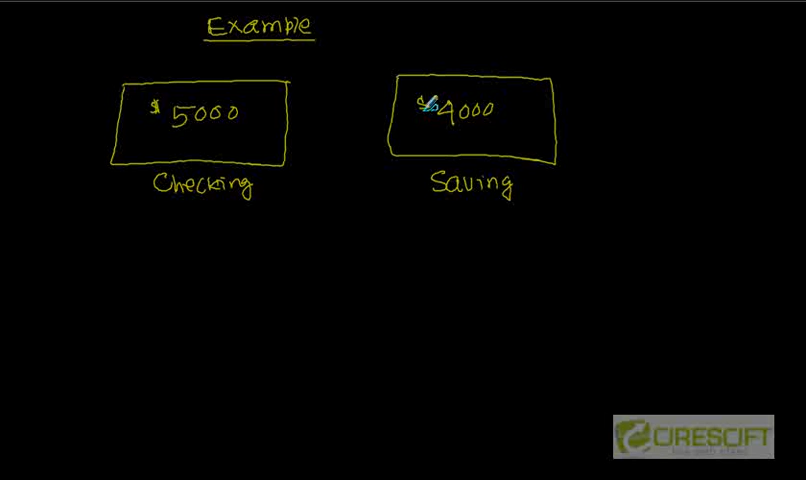 Example
$ 5000
$ 4000
Checking
Saving
CIRESCIFT